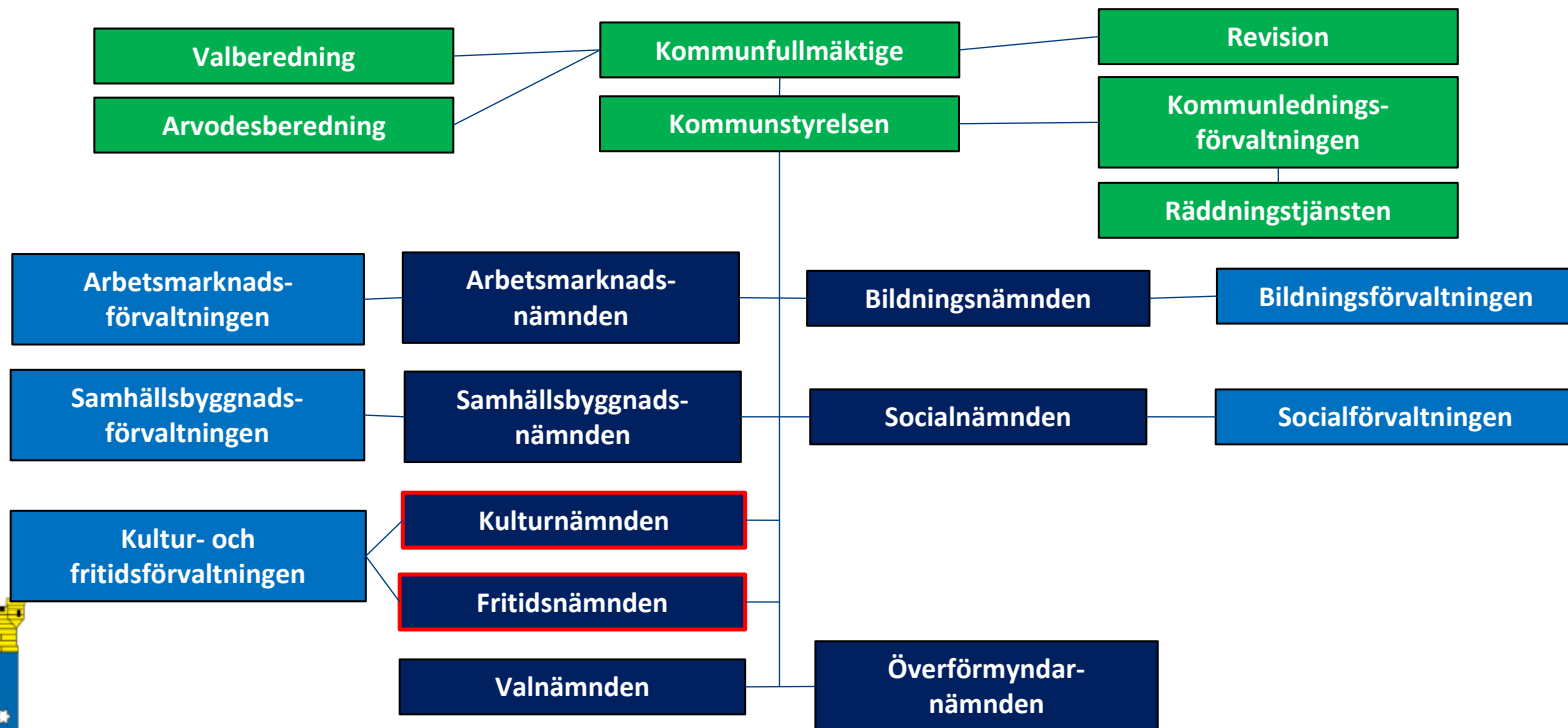 Valberedning
Kommunfullmäktige
Revision
Arvodesberedning
Kommunstyrelsen
Kommunlednings-
förvaltningen
Räddningstjänsten
Arbetsmarknads-
förvaltningen
Arbetsmarknads-
nämnden
Bildningsnämnden
Bildningsförvaltningen
Samhällsbyggnads-
förvaltningen
Samhällsbyggnads-
nämnden
Socialnämnden
Socialförvaltningen
Kultur- och
fritidsförvaltningen
Kulturnämnden
Fritidsnämnden
Valnämnden
Överförmyndar-
nämnden